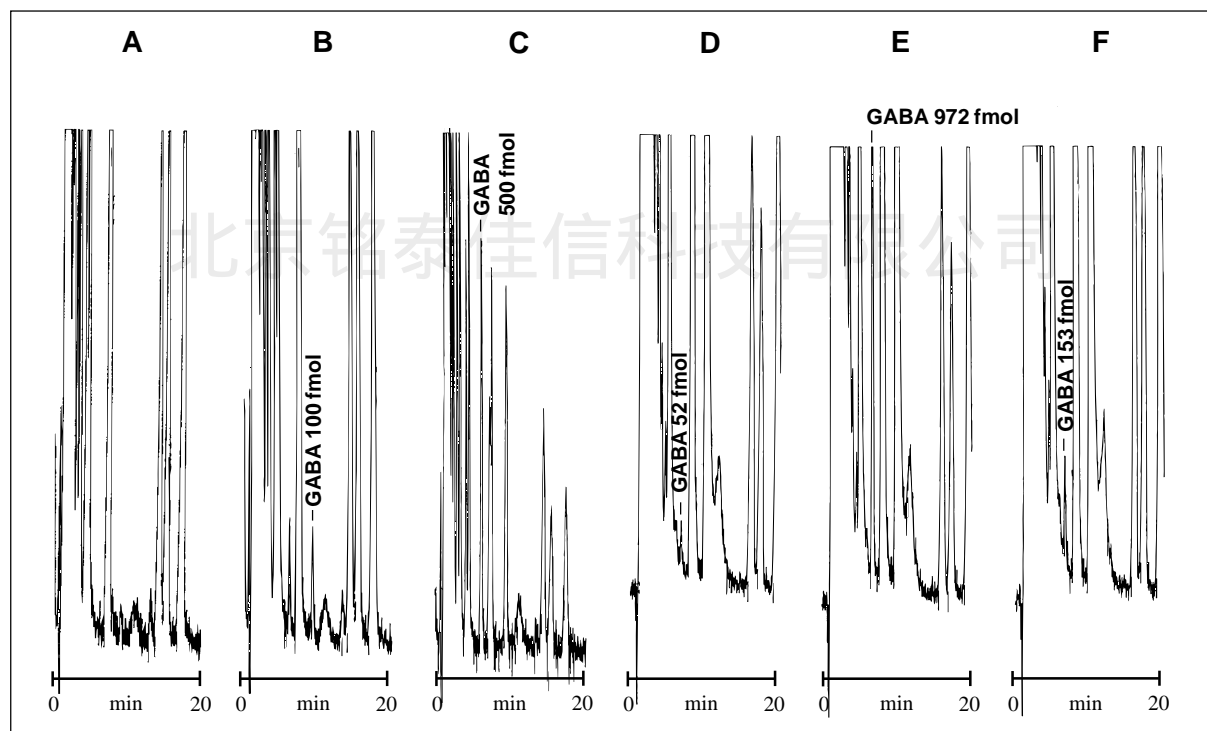 A B C D E F
GABA 972 fmol
GABA
500 fmol
北京铭泰佳信科技有限公司
GABA 153 fmol
GABA 100 fmol
GABA 52 fmol
0 min 20 0 min 20 0 min 20 0 min 20 0 min 20 0 min 20